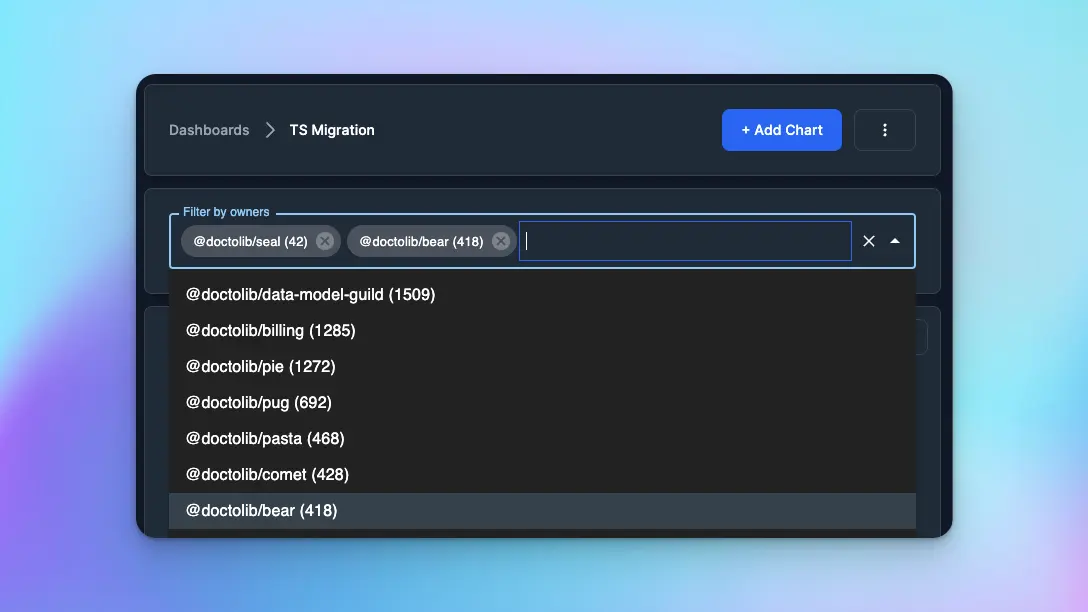 Dashboards > TS Migration
+ Add Chart
Filter by owners
@doctolib/seal (42) @doctolib/bear (418)
@doctolib/data-model-guild (1509)
@doctolib/billing (1285)
@doctolib/pie (1272)
@doctolib/pug (692)
@doctolib/pasta (468)
@doctolib/comet (428)
@doctolib/bear (418)